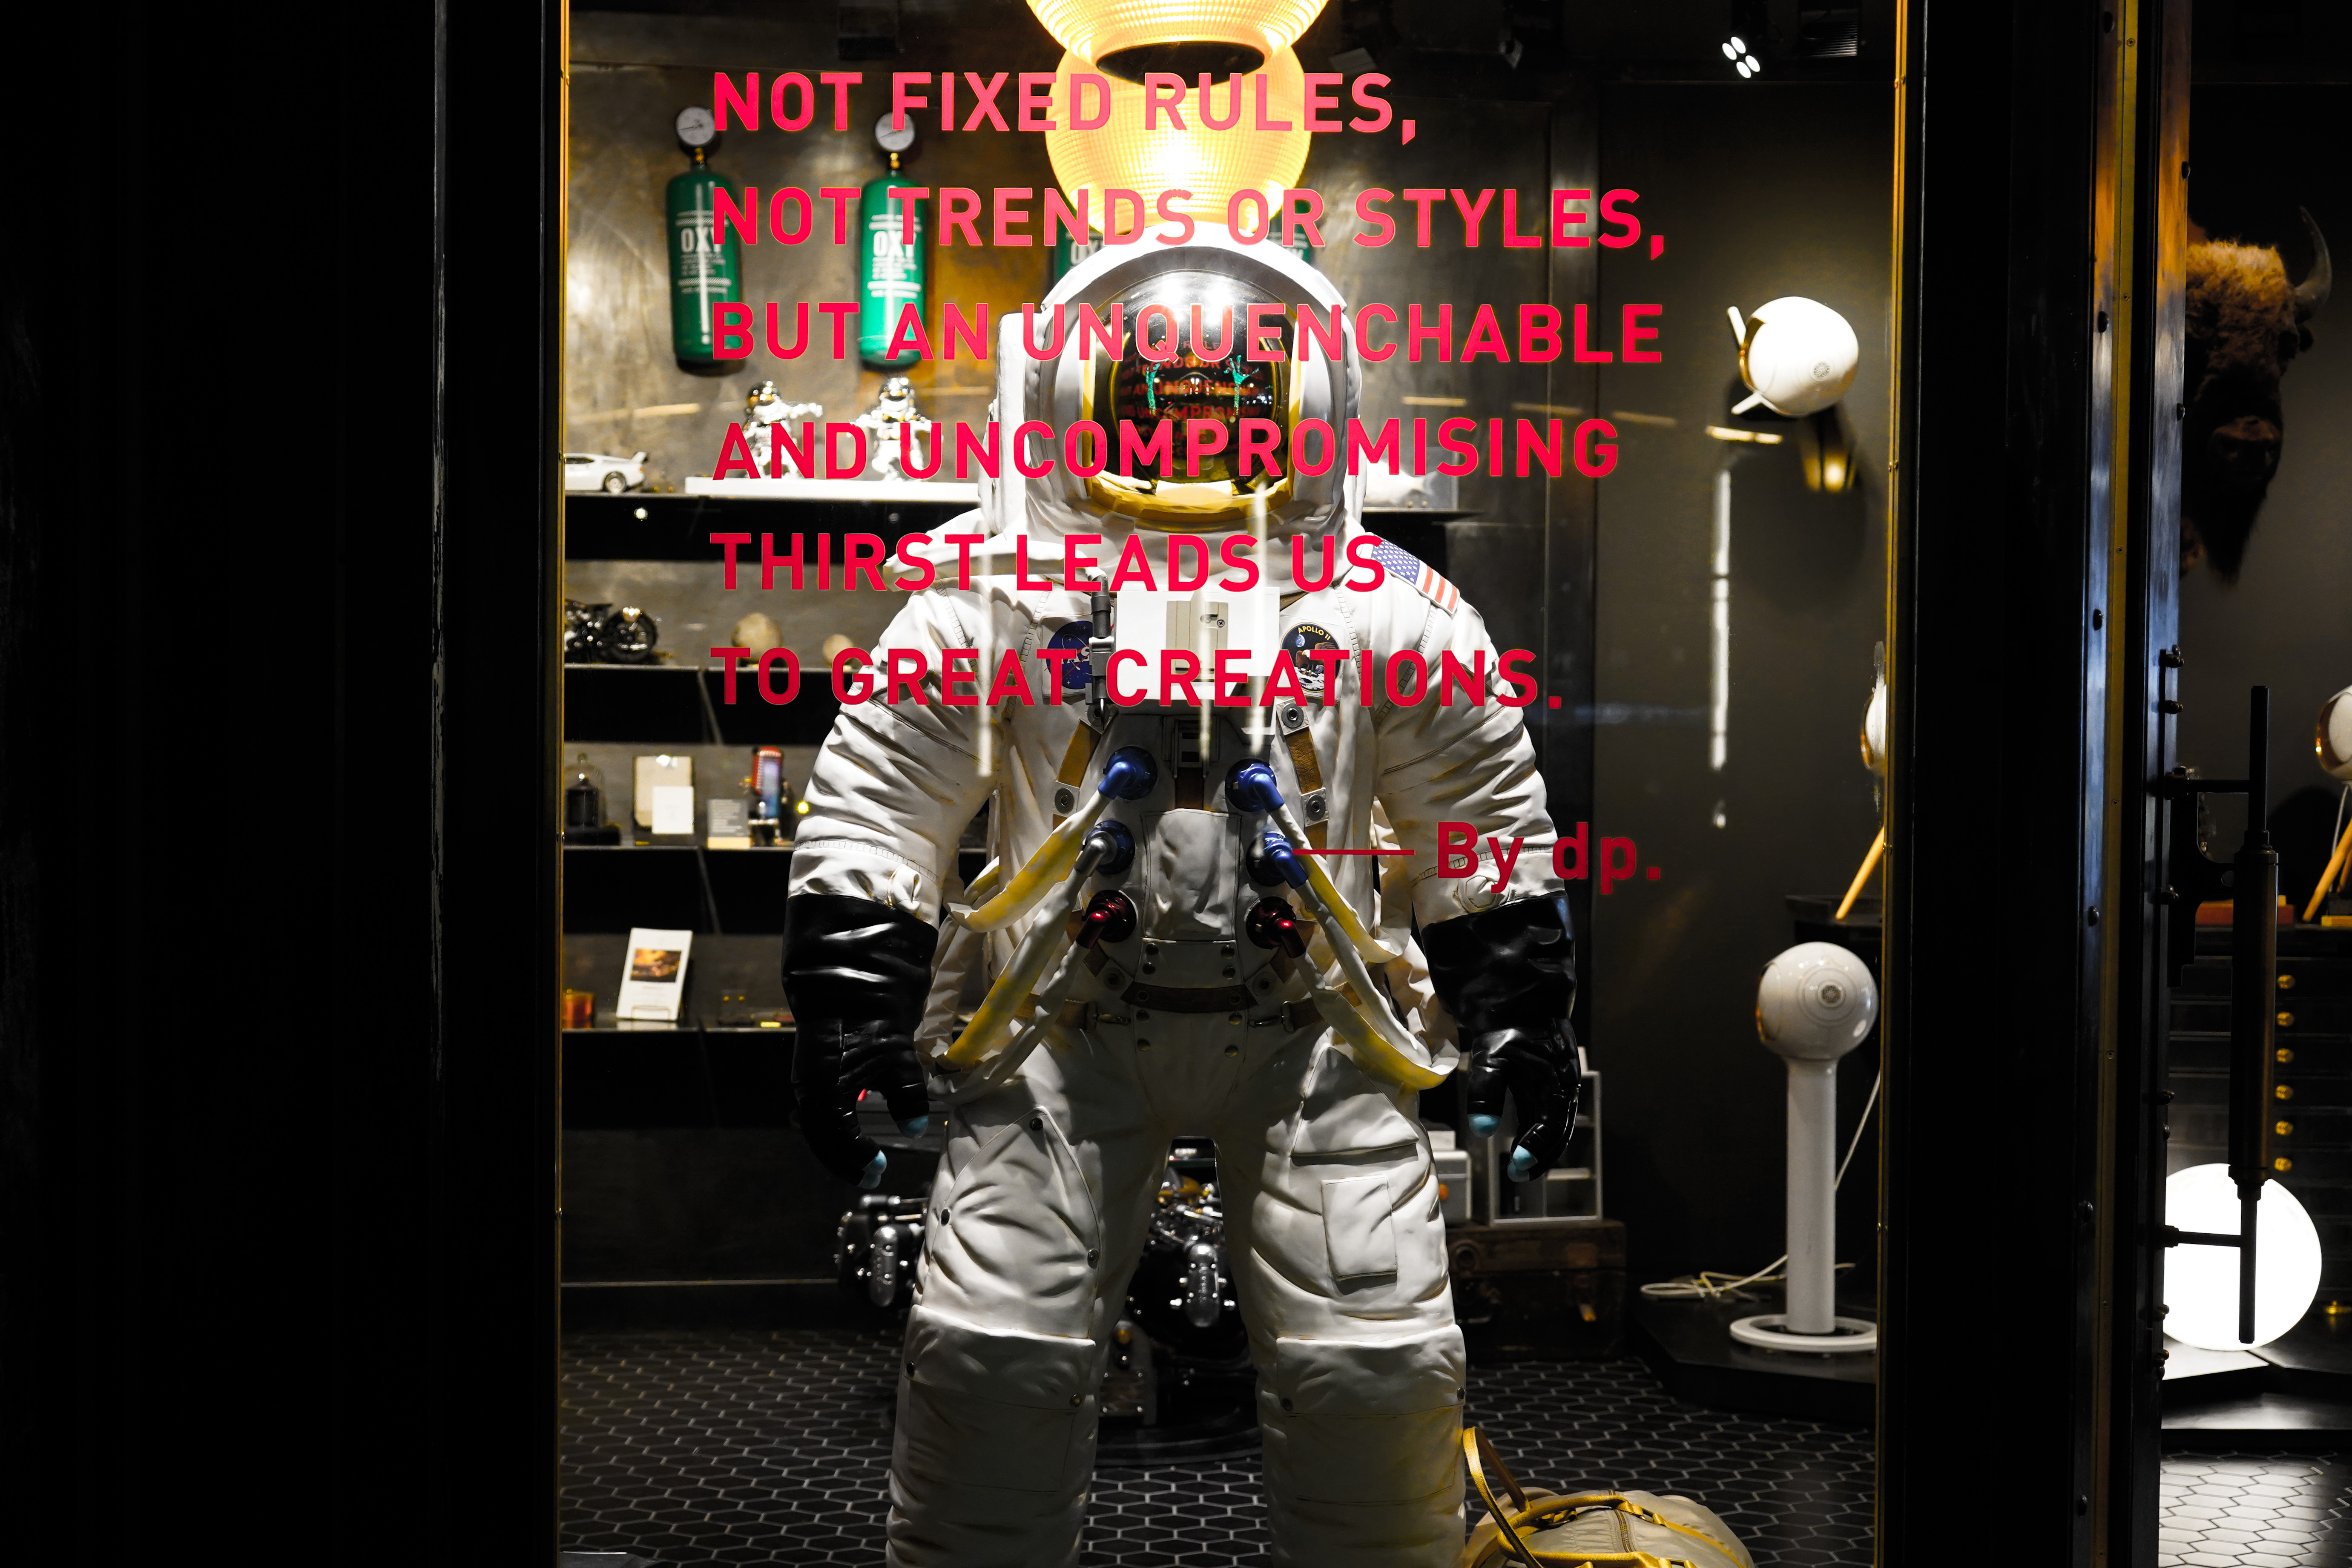 NOT FIXED RULES,
NOT TRENDS OR STYLES,
BUT AN UNQUENCHABLE
AND UNCOMPROMISING
THIRST LEADS US
TO GREAT CREATIONS.
By dp.
OXY
OXY
APOLLO 11